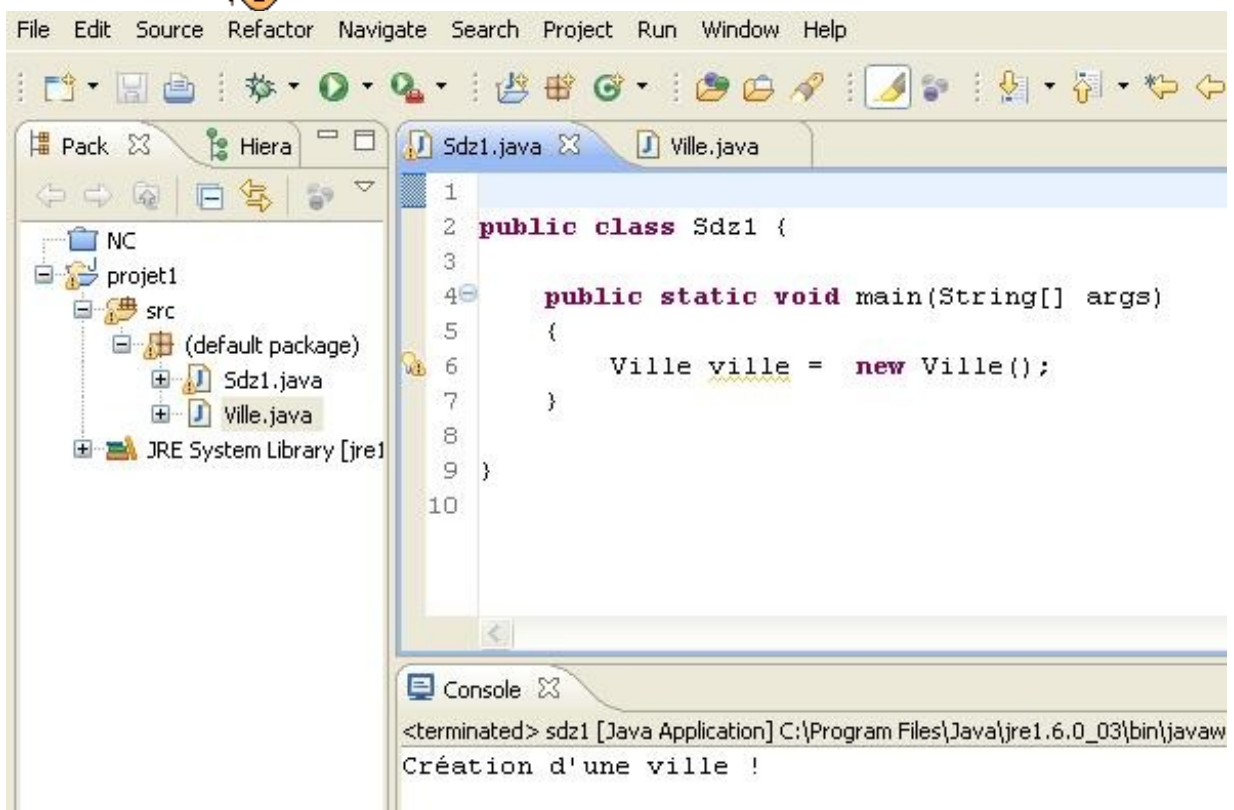 File Edit Source Refactor Navigate Search Project Run Window Help
Pack Hiera
NC
projet1
src
(default package)
Sdz1.java
Ville.java
JRE System Library [jre1
Sdz1.java Ville.java
1
2 public class Sdz1 {
3
4 public static void main(String[] args)
5 {
6 Ville ville = new Ville();
7 }
8
9 }
10
Console
<terminated> sdz1 [Java Application] C:\Program Files\Java\jre1.6.0_03\bin\javaw
Création d'une ville !